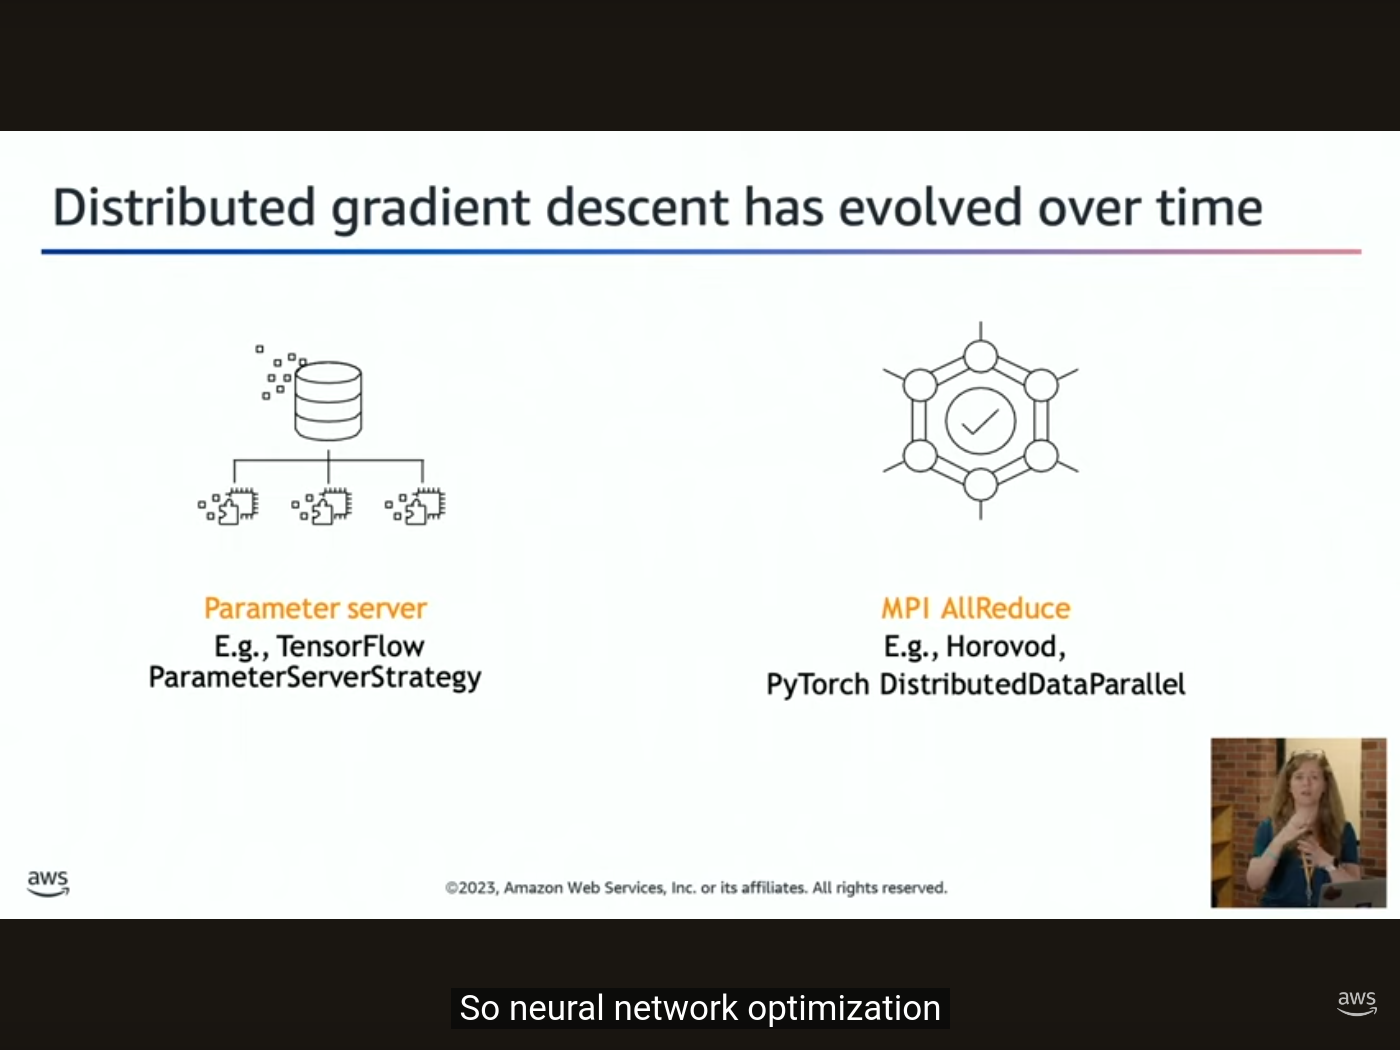 Distributed gradient descent has evolved over time
Parameter server
E.g., TensorFlow
ParameterServerStrategy
MPI AllReduce
E.g., Horovod,
PyTorch DistributedDataParallel
aws
©2023, Amazon Web Services, Inc. or its affiliates. All rights reserved.
So neural network optimization
aws